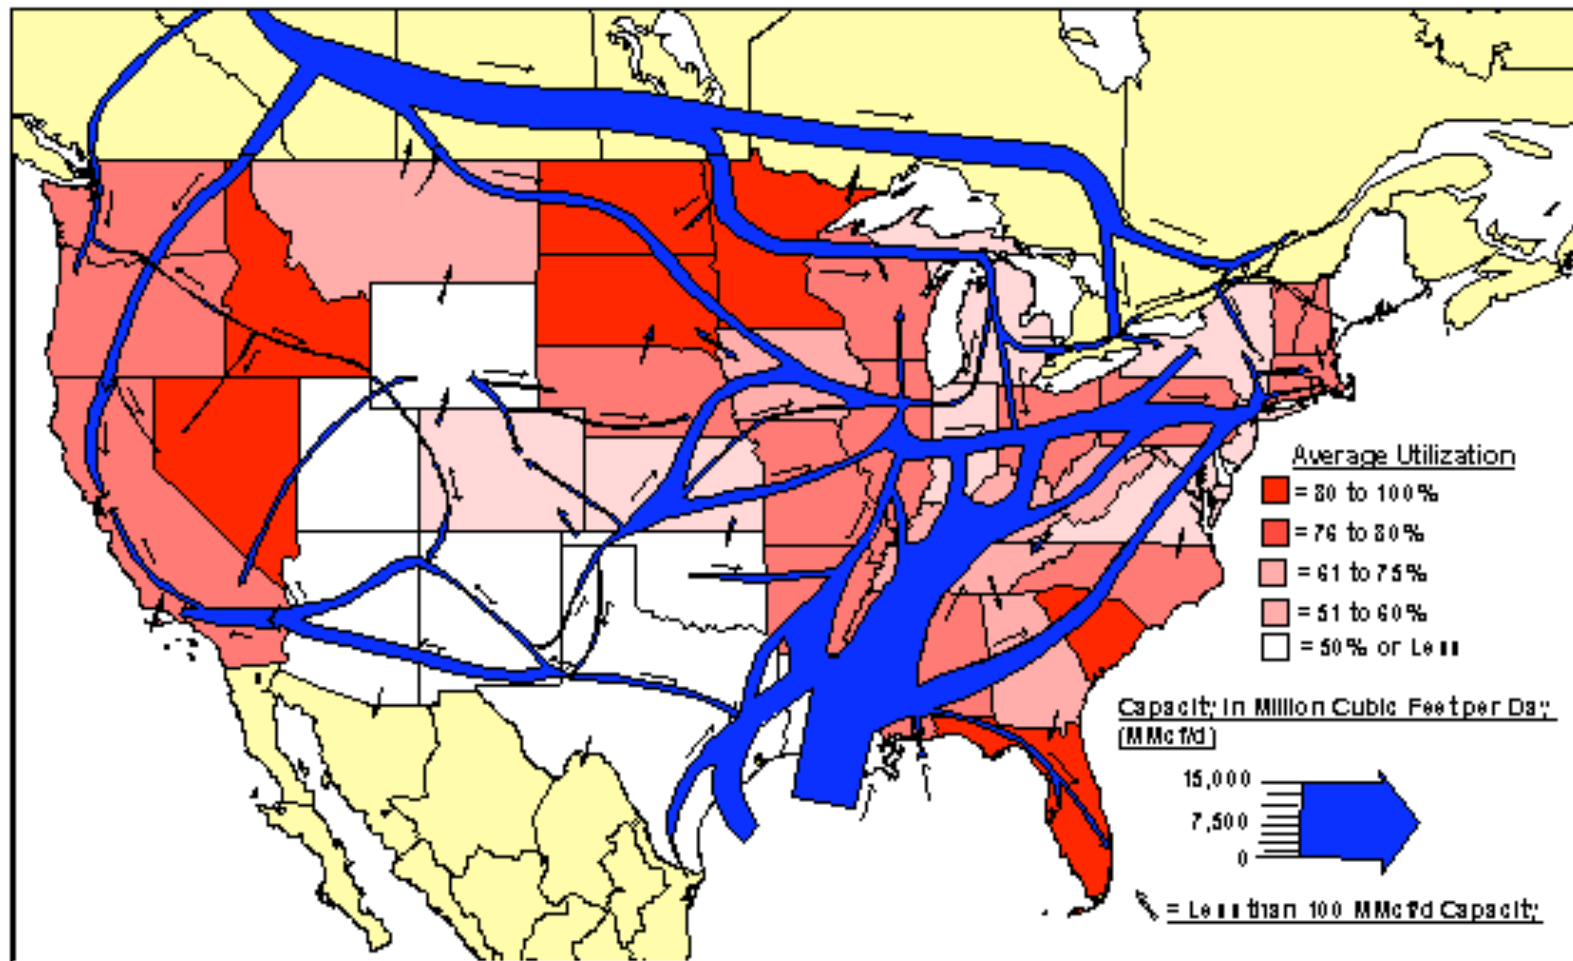 Average Utilization
= 80 to 100%
= 76 to 80%
= 61 to 75%
= 51 to 60%
= 50% or Less
Capacity in Million Cubic Feet per Day
(MMcf/d)
15,000
7,500
0
= Less than 100 MMcf/d Capacity